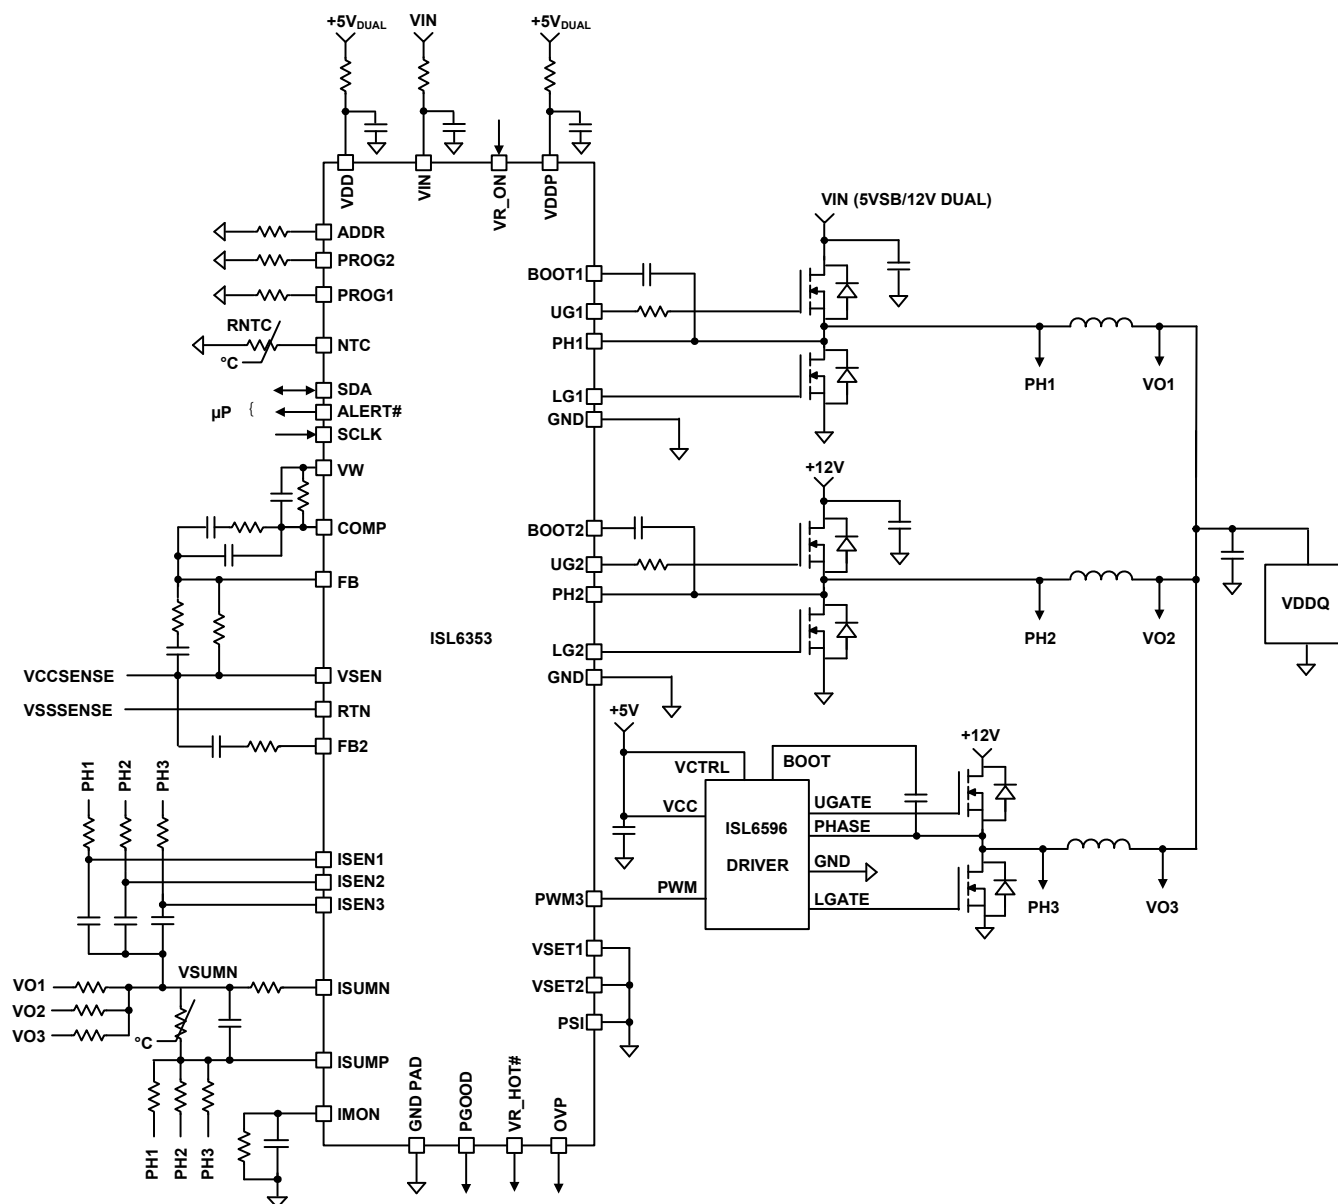 +5VDUAL
VIN
+5VDUAL
VDD
VIN
VR_ON
VDDP
VIN (5VSB/12V DUAL)
ADDR
PROG2
PROG1
RNTC
°C
NTC
SDA
µP {
ALERT#
SCLK
VW
COMP
FB
VCCSENSE
VSEN
VSSSENSE
RTN
FB2
PH1
PH2
PH3
ISEN1
ISEN2
ISEN3
VSUMN
VO1
VO2
VO3
°C
ISUMN
ISUMP
PH1
PH2
PH3
IMON
ISL6353
GND PAD
PGOOD
VR_HOT#
OVP
BOOT1
UG1
PH1
LG1
GND
PH1
VO1
+12V
BOOT2
UG2
PH2
LG2
GND
PH2
VO2
VDDQ
+5V
VCTRL
BOOT
+12V
VCC
UGATE
ISL6596
PHASE
DRIVER
GND
PWM
LGATE
PWM3
PH3
VO3
VSET1
VSET2
PSI